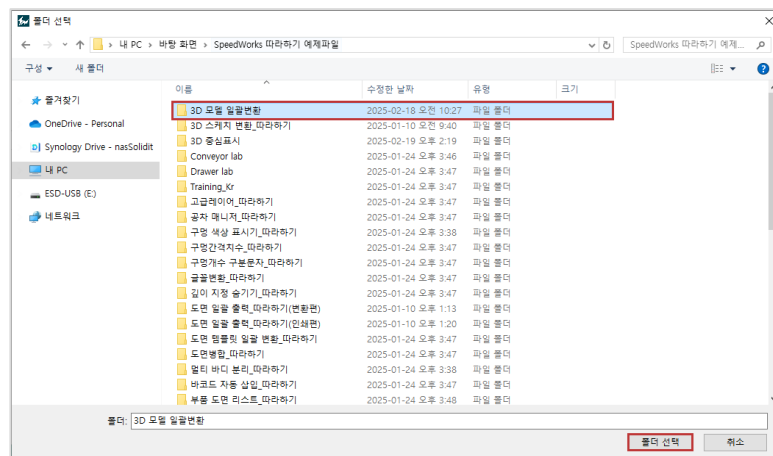 폴더 선택
내 PC > 바탕 화면 > SpeedWorks 따라하기 예제파일
SpeedWorks 따라하기 예제...
구성
새 폴더
이름
수정한 날짜
유형
크기
즐겨찾기
OneDrive - Personal
Synology Drive - nasSolidit
내 PC
ESD-USB (E:)
네트워크
3D 모델 일괄변환 2025-02-18 오전 10:27 파일 폴더
3D 스케치 변환_따라하기 2025-01-10 오전 9:40 파일 폴더
3D 중심표시 2025-02-19 오후 2:19 파일 폴더
Conveyor lab 2025-01-24 오후 3:46 파일 폴더
Drawer lab 2025-01-24 오후 3:47 파일 폴더
Training_Kr 2025-01-24 오후 3:47 파일 폴더
고급레이어_따라하기 2025-01-24 오후 3:47 파일 폴더
공차 매니저_따라하기 2025-01-24 오후 3:47 파일 폴더
구멍 색상 표시기_따라하기 2025-01-24 오후 3:38 파일 폴더
구멍간격치수_따라하기 2025-01-24 오후 3:47 파일 폴더
구멍개수 구분문자_따라하기 2025-01-24 오후 3:47 파일 폴더
글꼴변환_따라하기 2025-01-24 오후 3:47 파일 폴더
깊이 지정 숨기기_따라하기 2025-01-24 오후 3:47 파일 폴더
도면 일괄 출력_따라하기(변환편) 2025-01-10 오후 1:13 파일 폴더
도면 일괄 출력_따라하기(인쇄편) 2025-01-10 오후 1:20 파일 폴더
도면 템플릿 일괄 변환_따라하기 2025-01-24 오후 3:47 파일 폴더
도면병합_따라하기 2025-01-24 오후 3:47 파일 폴더
멀티 바디 분리_따라하기 2025-01-24 오후 3:38 파일 폴더
바코드 자동 삽입_따라하기 2025-01-24 오후 3:47 파일 폴더
부품 도면 리스트_따라하기 2025-01-24 오후 3:48 파일 폴더
폴더: 3D 모델 일괄변환
폴더 선택
취소